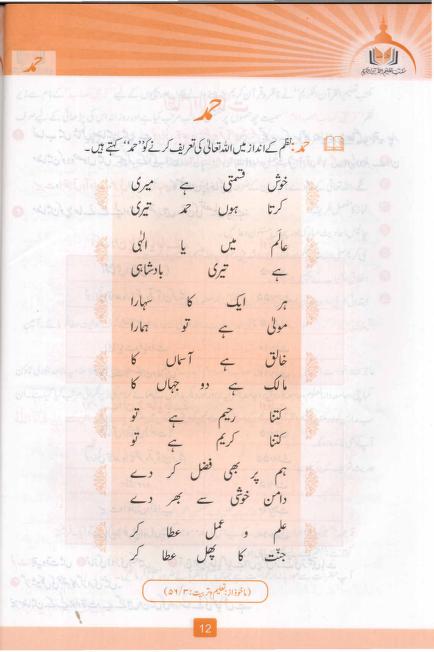 حمد
حمد
حمد: نظم کے انداز میں اللہ تعالیٰ کی تعریف کرنے کو "حمد" کہتے ہیں۔
خوش قسمتی ہے میری
کرتا ہوں حمد تیری
عالَم میں یا الٰہی
ہے تیری بادشاہی
ہر ایک کا سہارا
مولیٰ ہے تو ہمارا
خالق ہے آسماں کا
مالک ہے دو جہاں کا
کتنا رحیم ہے تو
کتنا کریم ہے تو
ہم پر بھی فضل کر دے
دامن خوشی سے بھر دے
علم و عمل عطا کر
جنّت کا پھل عطا کر
(ماخوذ از: تعلیم و تربیت: ۵۶/۳)
12